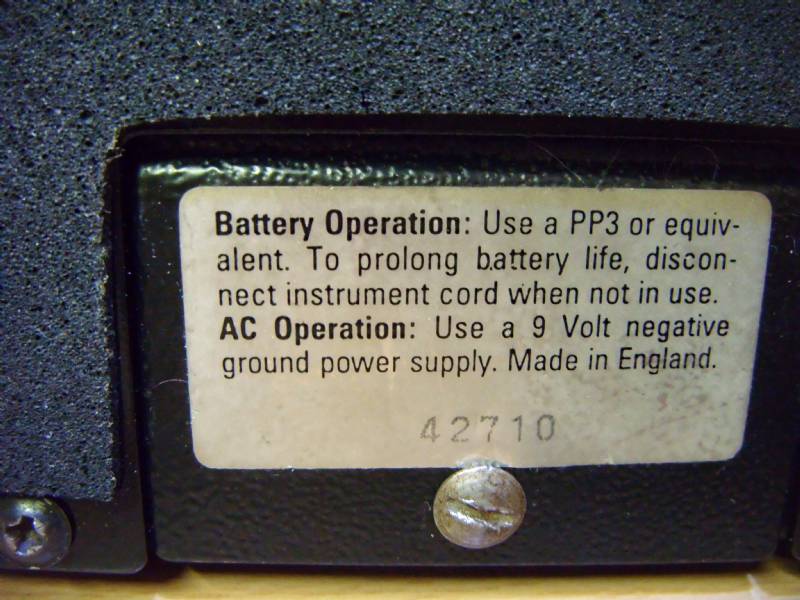 Battery Operation: Use a PP3 or equiv-
alent. To prolong battery life, discon-
nect instrument cord when not in use.
AC Operation: Use a 9 Volt negative
ground power supply. Made in England.
42710